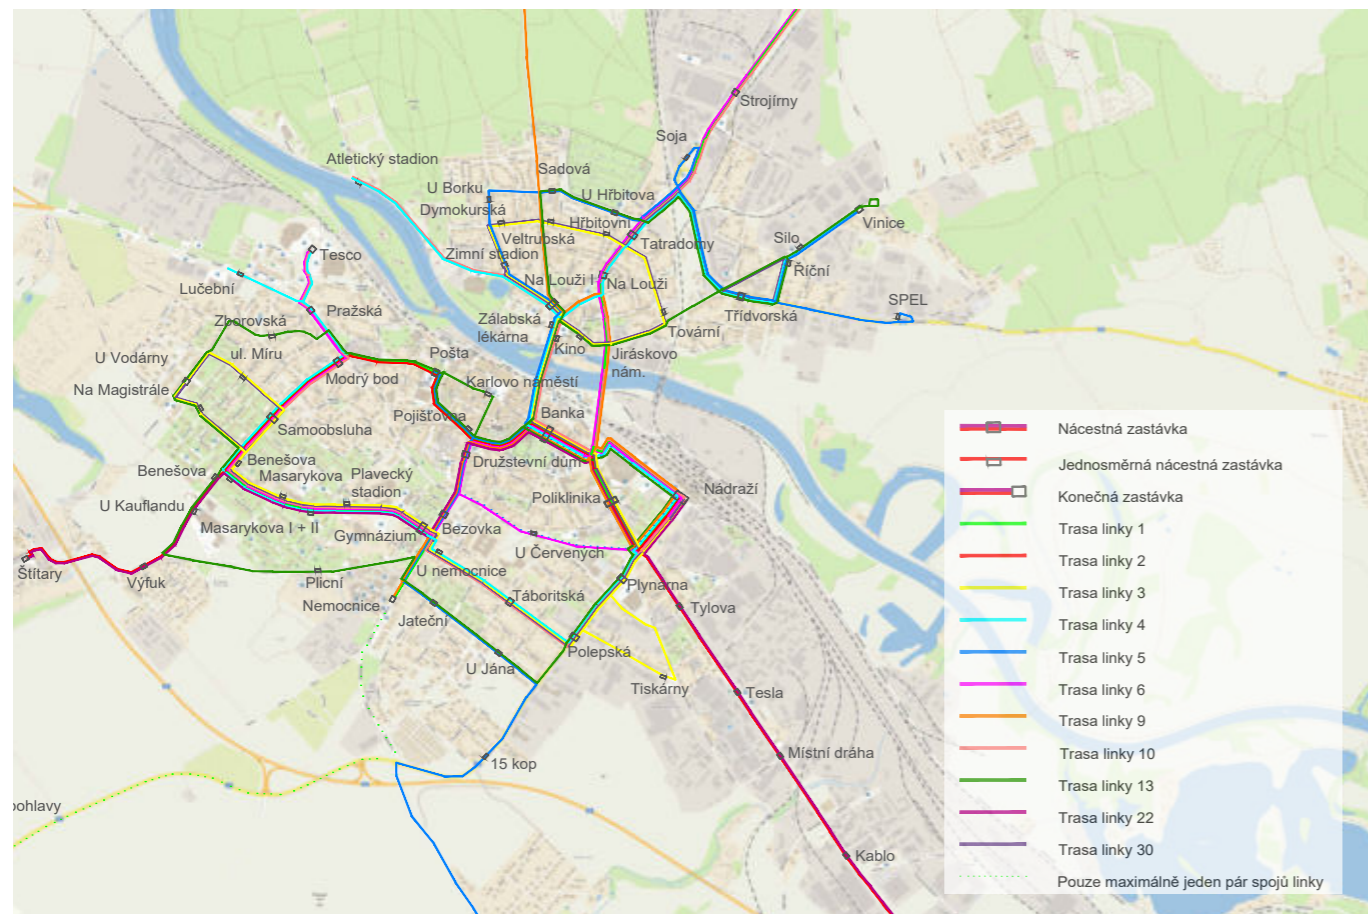 Strojírny
Soja
Atletický stadion
Sadová
U Borku
U Hřbitova
Dymokurská
Hřbitovní
Vinice
Veltrubská
Tatradomy
Silo
Zimní stadion
Tesco
Říční
Na Louži I
Na Louži
Lučební
SPEL
Pražská
Třídvorská
Zálabská
lékárna
Tovární
Zborovská
Kino
Jiráskovo
nám.
U Vodárny
ul. Míru
Pošta
Modrý bod
Karlovo náměstí
Na Magistrále
Pojišťovna
Banka
Samoobsluha
Benešova
Benešova
Masarykova
Plavecký
stadion
Družstevní dům
Nádraží
Poliklinika
U Kauflandu
Masarykova I + II
Bezovka
Gymnázium
U Červených
Štítary
Výfuk
Plicní
U nemocnice
Plynárna
Nemocnice
Táboritská
Tylova
Jateční
Polepská
U Jána
Tiskárny
Tesla
15 kop
Místní dráha
ohlavy
Kablo
Nácestná zastávka
Jednosměrná nácestná zastávka
Konečná zastávka
Trasa linky 1
Trasa linky 2
Trasa linky 3
Trasa linky 4
Trasa linky 5
Trasa linky 6
Trasa linky 9
Trasa linky 10
Trasa linky 13
Trasa linky 22
Trasa linky 30
Pouze maximálně jeden pár spojů linky